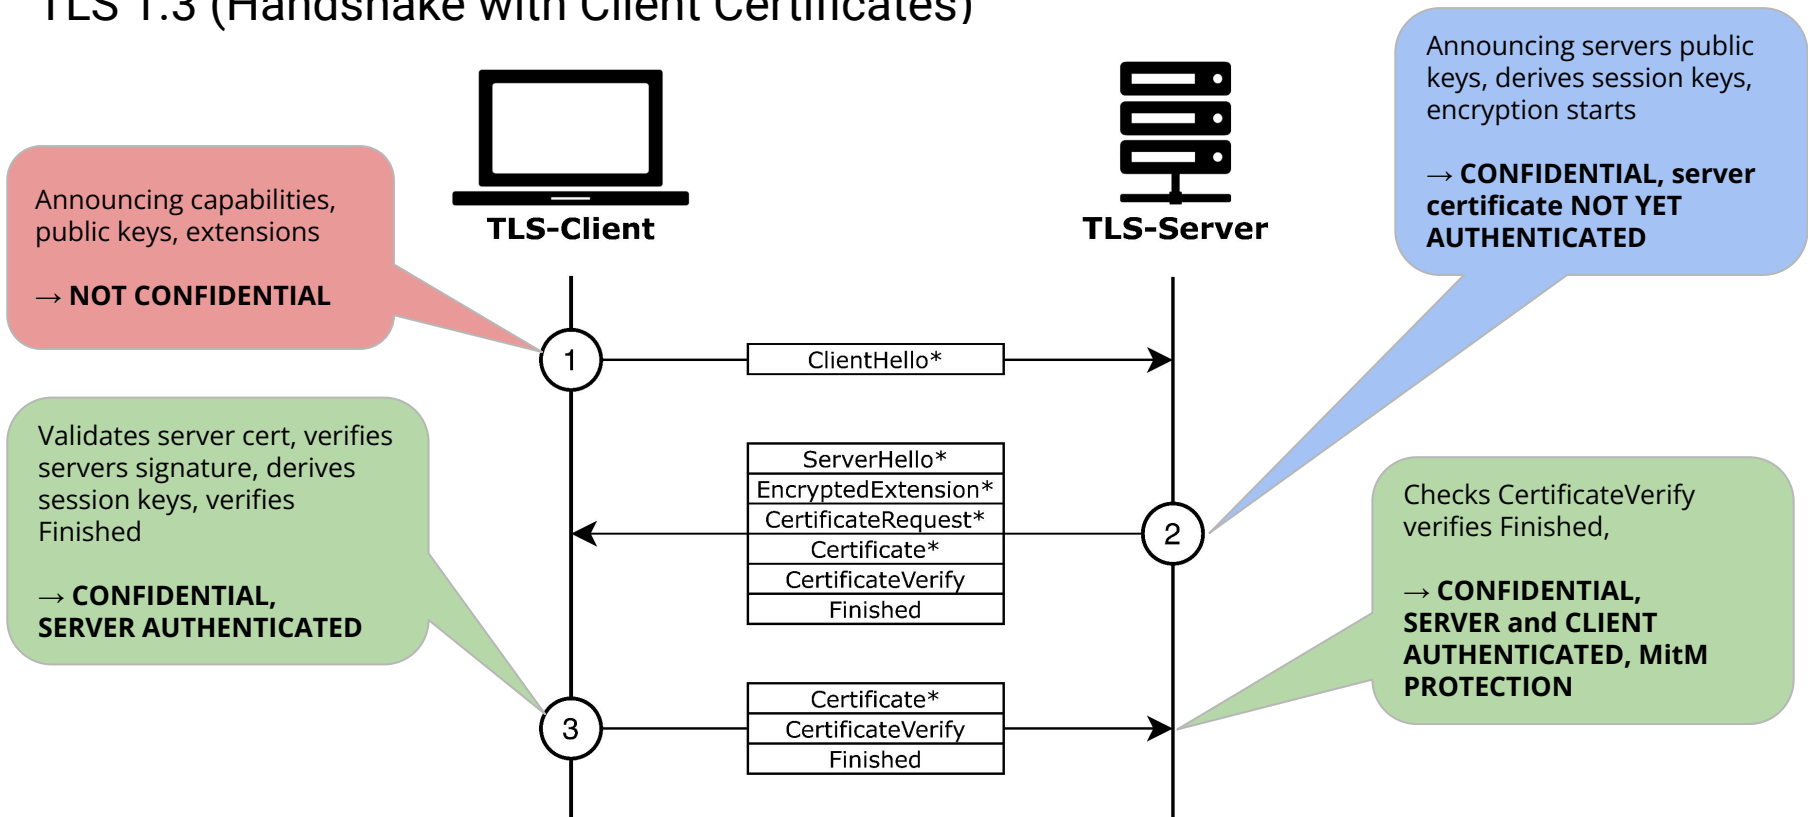 TLS 1.3 (Handshake with Client Certificates)
Announcing servers public
keys, derives session keys,
encryption starts
→ CONFIDENTIAL, server
certificate NOT YET
AUTHENTICATED
Announcing capabilities,
public keys, extensions
→ NOT CONFIDENTIAL
TLS-Client
TLS-Server
1
ClientHello*
Validates server cert, verifies
servers signature, derives
session keys, verifies
Finished
→ CONFIDENTIAL,
SERVER AUTHENTICATED
ServerHello*
EncryptedExtension*
CertificateRequest*
Certificate*
CertificateVerify
Finished
2
Checks CertificateVerify
verifies Finished,
→ CONFIDENTIAL,
SERVER and CLIENT
AUTHENTICATED, MitM
PROTECTION
3
Certificate*
CertificateVerify
Finished